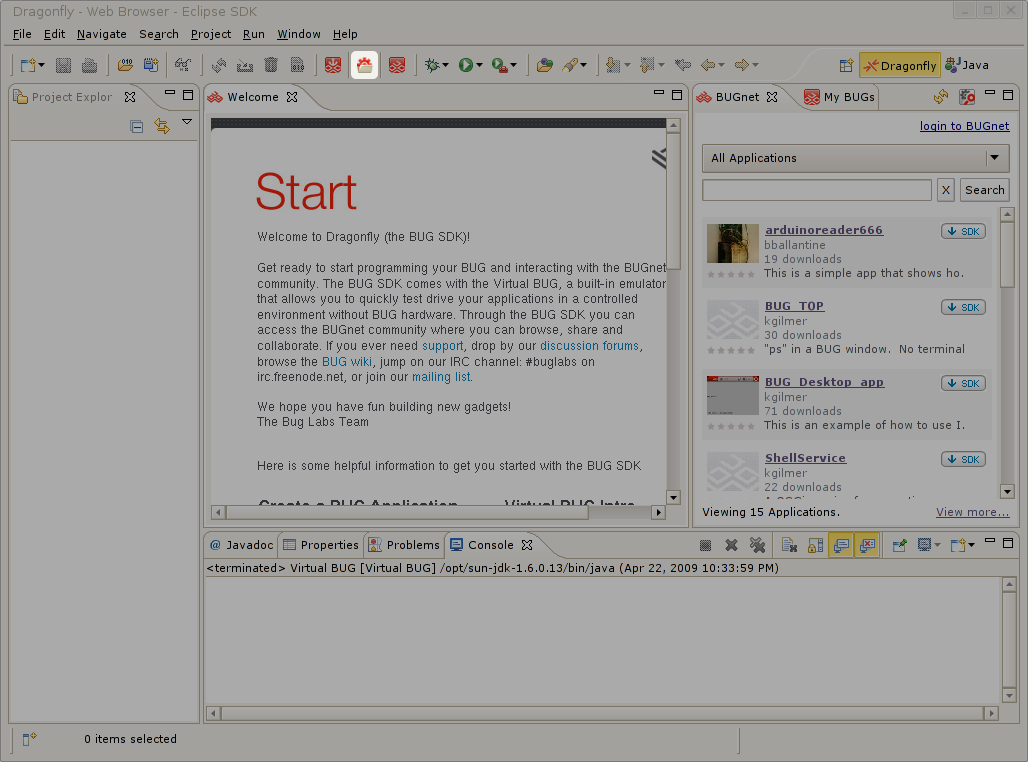 Dragonfly - Web Browser - Eclipse SDK
File Edit Navigate Search Project Run Window Help
Dragonfly Java
Project Explor
Welcome
BUGnet My BUGs
login to BUGnet
All Applications
X Search
Start
Welcome to Dragonfly (the BUG SDK)!
Get ready to start programming your BUG and interacting with the BUGnet
community. The BUG SDK comes with the Virtual BUG, a built-in emulator
that allows you to quickly test drive your applications in a controlled
environment without BUG hardware. Through the BUG SDK you can
access the BUGnet community where you can browse, share and
collaborate. If you ever need support, drop by our discussion forums,
browse the BUG wiki, jump on our IRC channel: #buglabs on
irc.freenode.net, or join our mailing list.
We hope you have fun building new gadgets!
The Bug Labs Team
Here is some helpful information to get you started with the BUG SDK
Create a BUG Application Virtual BUG Intro
arduinoreader666 SDK
bballantine
19 downloads
This is a simple app that shows ho.
BUG_TOP SDK
kgilmer
30 downloads
"ps" in a BUG window. No terminal
BUG_Desktop_app SDK
kgilmer
71 downloads
This is an example of how to use I.
ShellService SDK
kgilmer
22 downloads
Viewing 15 Applications. View more...
@ Javadoc Properties Problems Console
<terminated> Virtual BUG [Virtual BUG] /opt/sun-jdk-1.6.0.13/bin/java (Apr 22, 2009 10:33:59 PM)
0 items selected